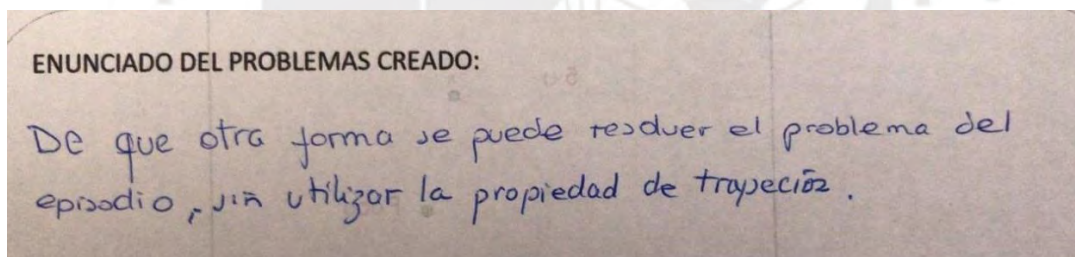 ENUNCIADO DEL PROBLEMAS CREADO:
De que otra forma se puede resolver el problema del
episodio, sin utilizar la propiedad de trapecios.